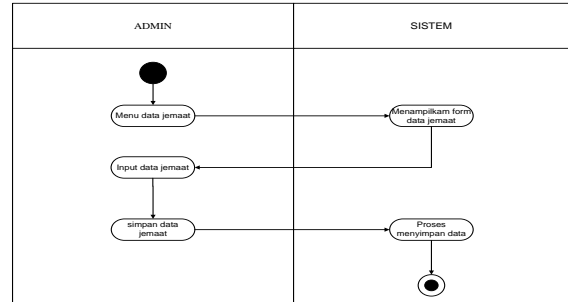 ADMIN
SISTEM
Menu data jemaat
Menampilkam form
data jemaat
Input data jemaat
simpan data
jemaat
Proses
menyimpan data